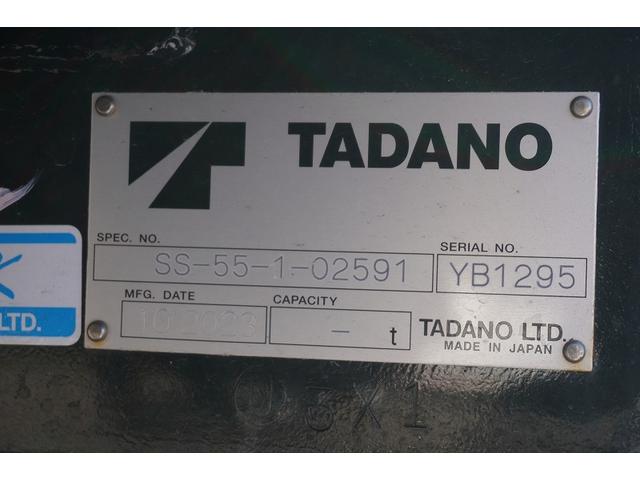 TADANO
SPEC. NO.
SS-55-1-02591
SERIAL NO.
YB1295
MFG. DATE
10 2023
CAPACITY
- t
TADANO LTD.
MADE IN JAPAN
LTD.